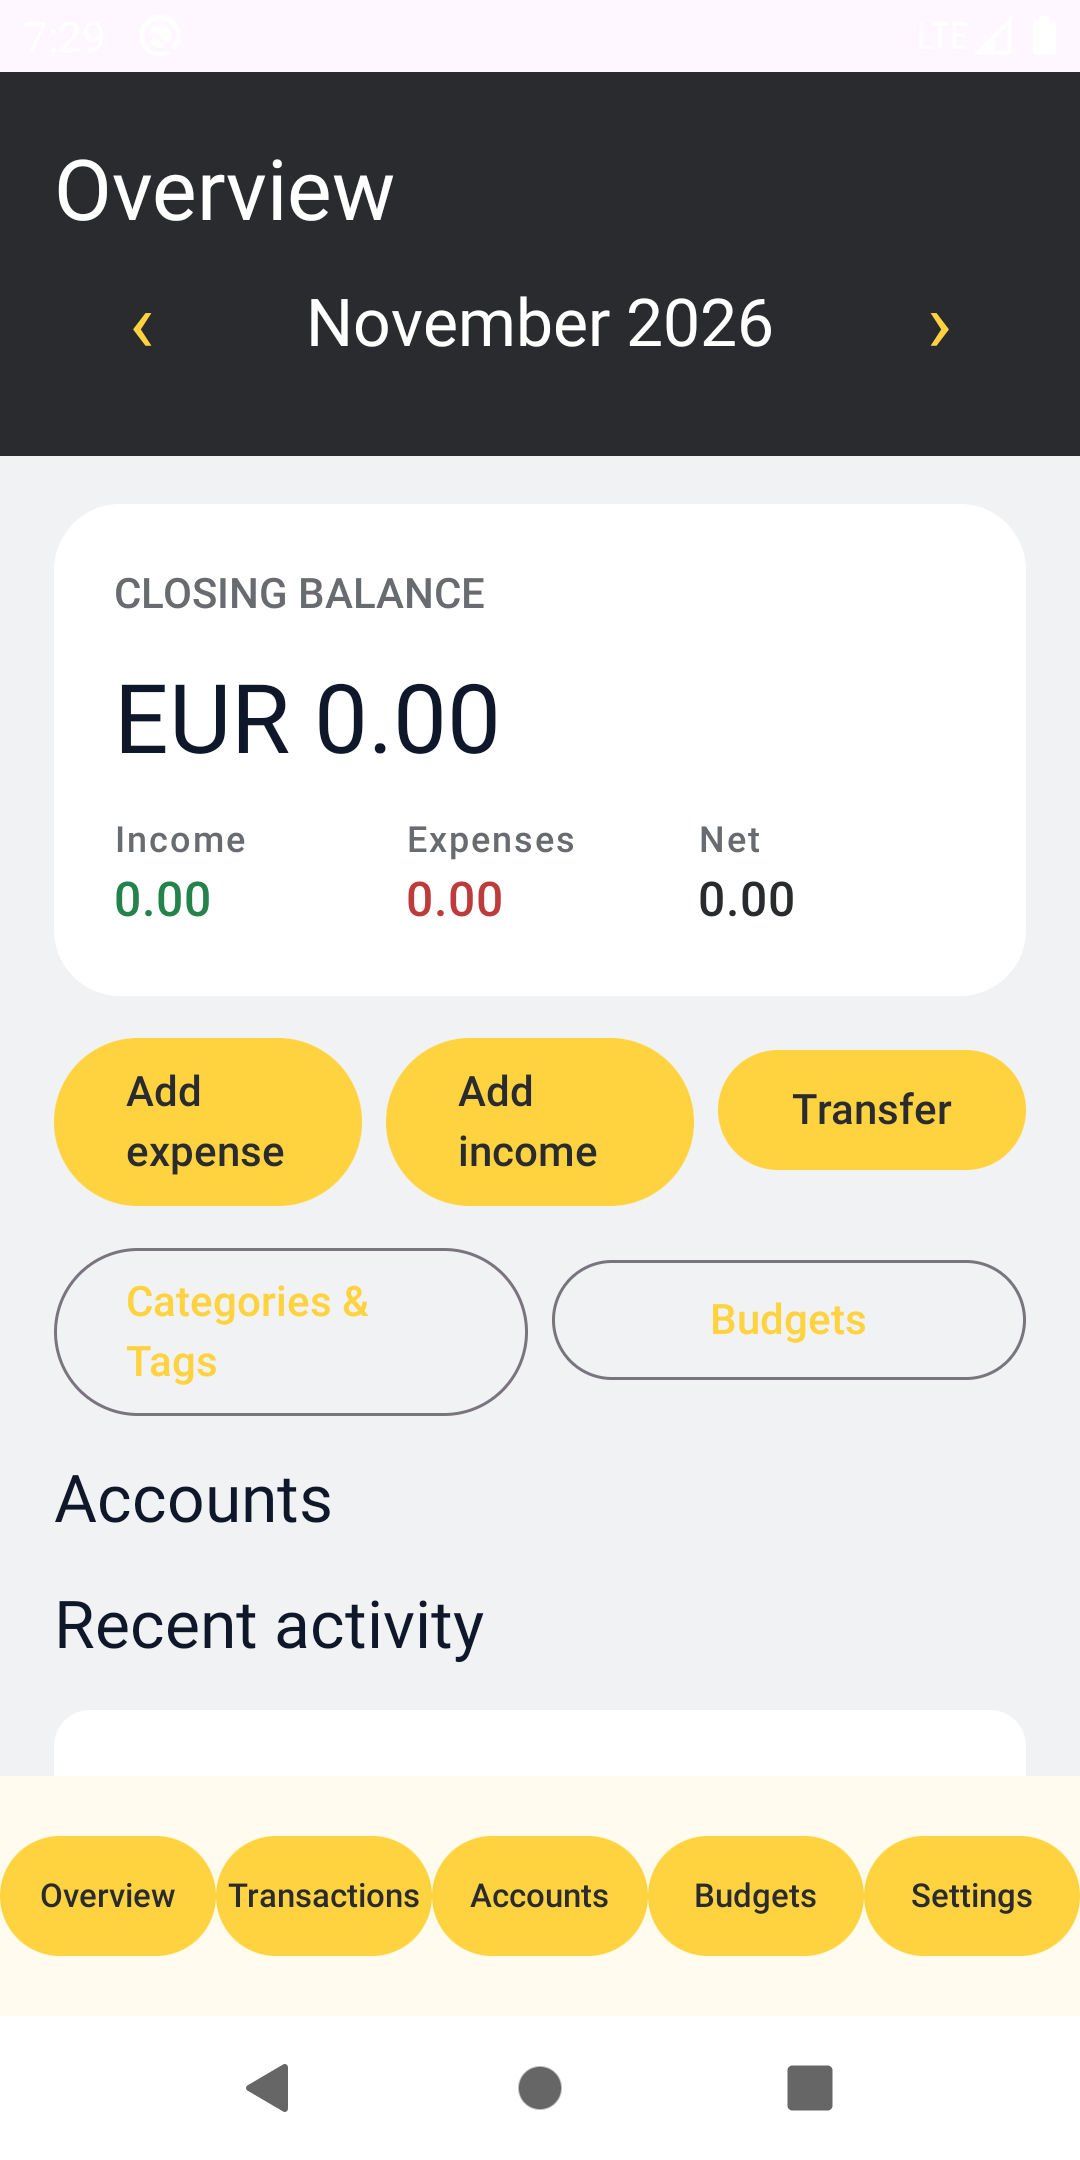 7:29 LTE
Overview
‹ November 2026 ›
CLOSING BALANCE
EUR 0.00
Income Expenses Net
0.00 0.00 0.00
Add expense
Add income
Transfer
Categories & Tags
Budgets
Accounts
Recent activity
Overview Transactions Accounts Budgets Settings